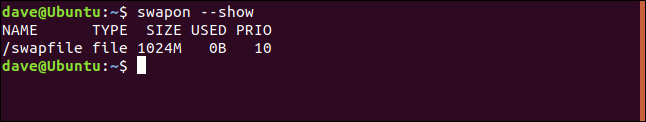 dave@Ubuntu:~$ swapon --show
NAME      TYPE  SIZE USED PRIO
/swapfile file 1024M   0B   10
dave@Ubuntu:~$